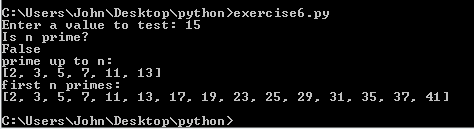 C:\Users\John\Desktop\python>exercise6.py
Enter a value to test: 15
Is n prime?
False
prime up to n:
[2, 3, 5, 7, 11, 13]
first n primes:
[2, 3, 5, 7, 11, 13, 17, 19, 23, 25, 29, 31, 35, 37, 41]
C:\Users\John\Desktop\python>